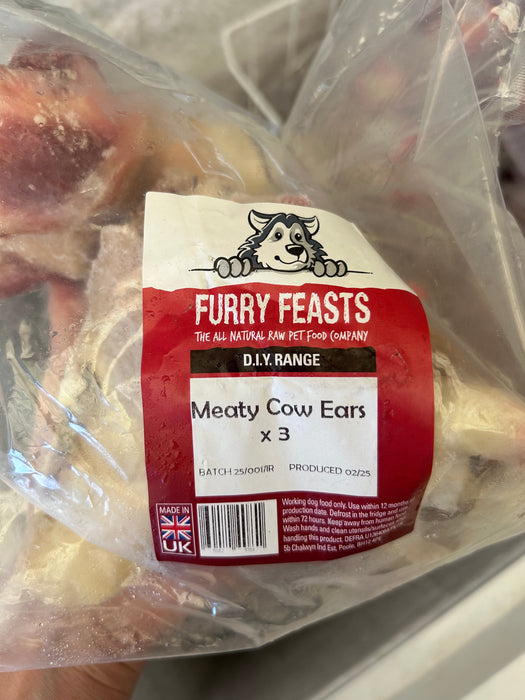 FURRY FEASTS
THE ALL NATURAL RAW PET FOOD COMPANY
D.I.Y. RANGE
Meaty Cow Ears
x 3
BATCH 25/001/IR PRODUCED 02/25
MADE IN
UK
Working dog food only. Use within 12 months
production date. Defrost in the fridge and
within 72 hours. Keep away from human food.
Wash hands and clean utensils/surfaces
handling this product. DEFRA
5b Chalwyn Ind Est, Poole,